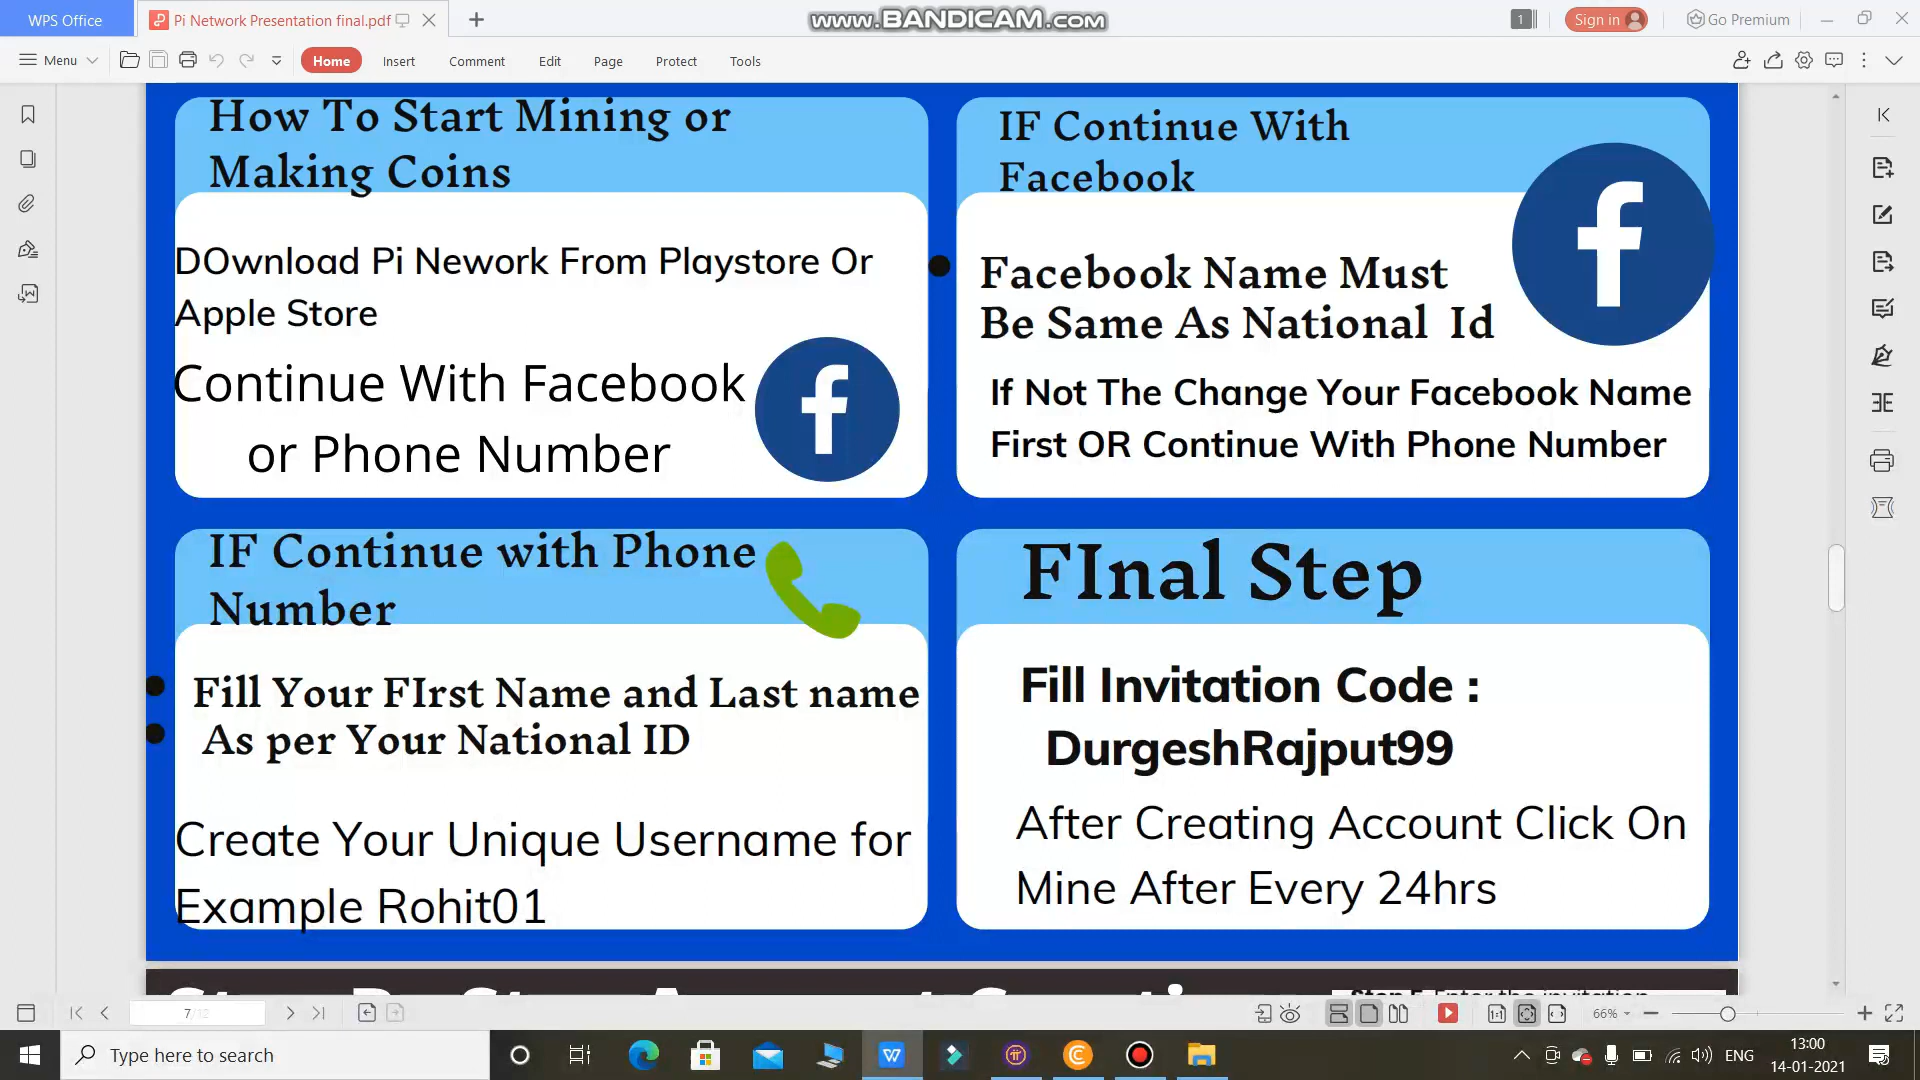 WPS Office
Pi Network Presentation final.pdf
www.BANDICAM.com
1
Sign in
Go Premium
Menu
Home
Insert
Comment
Edit
Page
Protect
Tools
How To Start Mining or
Making Coins
DOwnload Pi Nework From Playstore Or
Apple Store
Continue With Facebook
or Phone Number
IF Continue With
Facebook
Facebook Name Must
Be Same As National Id
If Not The Change Your Facebook Name
First OR Continue With Phone Number
IF Continue with Phone
Number
Fill Your FIrst Name and Last name
As per Your National ID
Create Your Unique Username for
Example Rohit01
FInal Step
Fill Invitation Code :
DurgeshRajput99
After Creating Account Click On
Mine After Every 24hrs
7/12
66%
Type here to search
ENG
13:00
14-01-2021